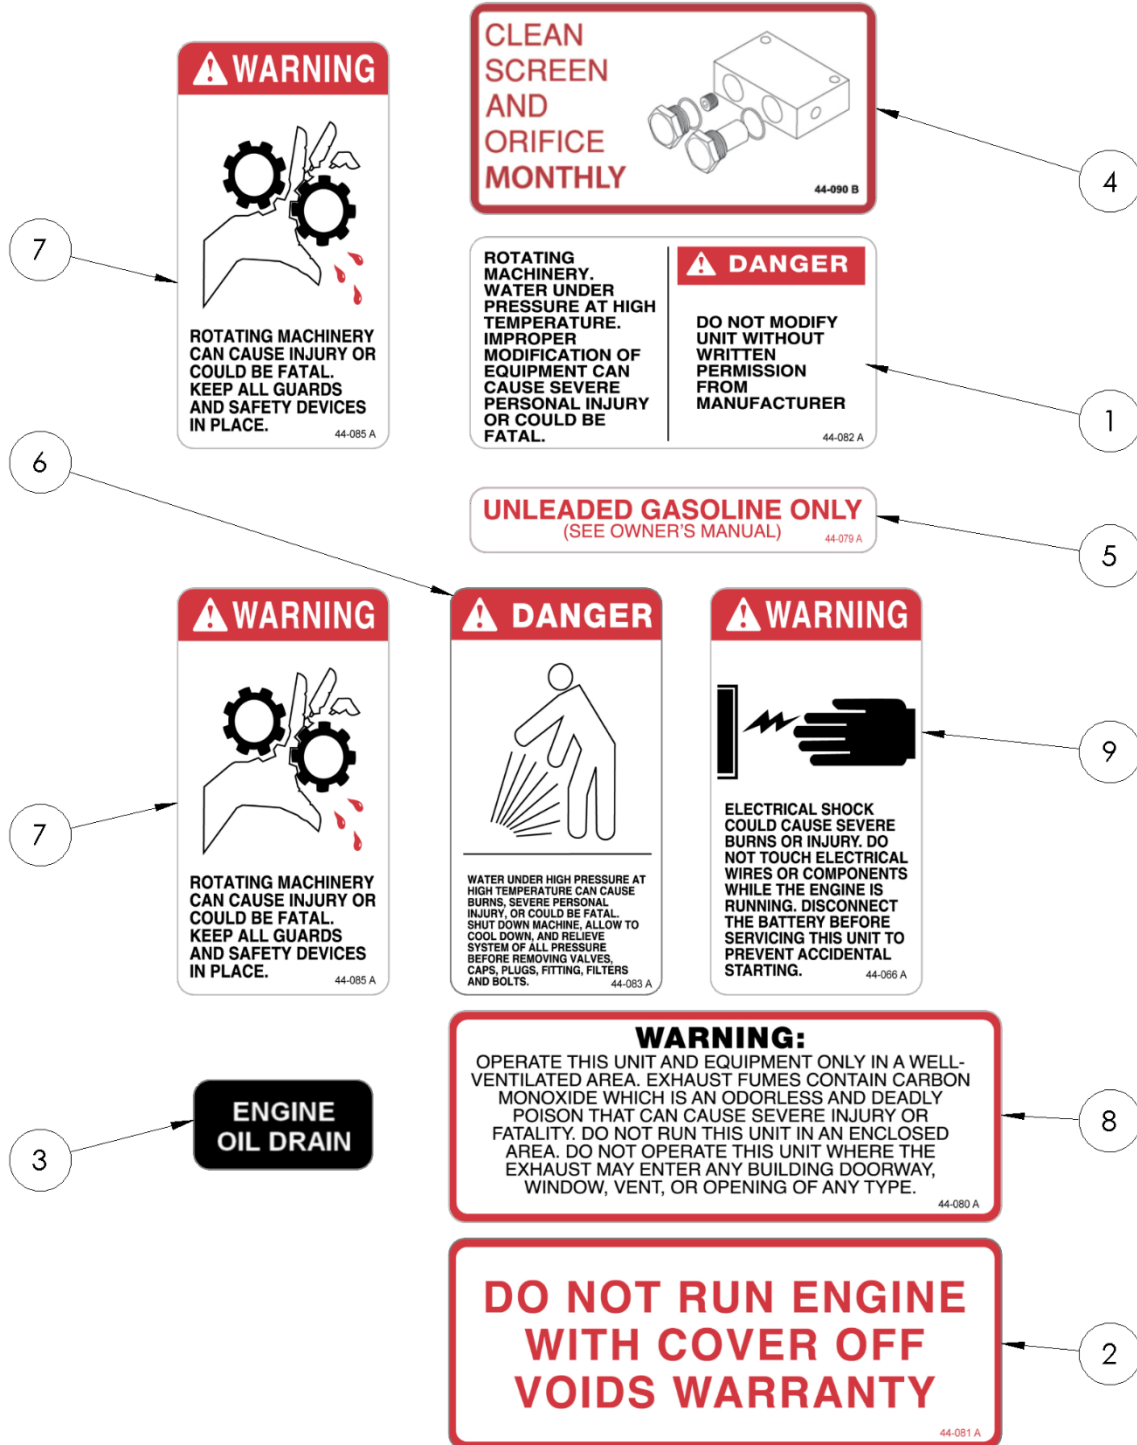 WARNING
ROTATING MACHINERY
CAN CAUSE INJURY OR
COULD BE FATAL.
KEEP ALL GUARDS
AND SAFETY DEVICES
IN PLACE.
44-085 A
7
CLEAN
SCREEN
AND
ORIFICE
MONTHLY
44-090 B
4
ROTATING
MACHINERY.
WATER UNDER
PRESSURE AT HIGH
TEMPERATURE.
IMPROPER
MODIFICATION OF
EQUIPMENT CAN
CAUSE SEVERE
PERSONAL INJURY
OR COULD BE
FATAL.
DANGER
DO NOT MODIFY
UNIT WITHOUT
WRITTEN
PERMISSION
FROM
MANUFACTURER
44-082 A
1
6
UNLEADED GASOLINE ONLY
(SEE OWNER'S MANUAL)
44-079 A
5
WARNING
ROTATING MACHINERY
CAN CAUSE INJURY OR
COULD BE FATAL.
KEEP ALL GUARDS
AND SAFETY DEVICES
IN PLACE.
44-085 A
7
DANGER
WATER UNDER HIGH PRESSURE AT
HIGH TEMPERATURE CAN CAUSE
BURNS, SEVERE PERSONAL
INJURY, OR COULD BE FATAL.
SHUT DOWN MACHINE, ALLOW TO
COOL DOWN, AND RELIEVE
SYSTEM OF ALL PRESSURE
BEFORE REMOVING VALVES,
CAPS, PLUGS, FITTING, FILTERS
AND BOLTS.
44-083 A
WARNING
ELECTRICAL SHOCK
COULD CAUSE SEVERE
BURNS OR INJURY. DO
NOT TOUCH ELECTRICAL
WIRES OR COMPONENTS
WHILE THE ENGINE IS
RUNNING. DISCONNECT
THE BATTERY BEFORE
SERVICING THIS UNIT TO
PREVENT ACCIDENTAL
STARTING.
44-066 A
9
ENGINE
OIL DRAIN
3
WARNING:
OPERATE THIS UNIT AND EQUIPMENT ONLY IN A WELL-
VENTILATED AREA. EXHAUST FUMES CONTAIN CARBON
MONOXIDE WHICH IS AN ODORLESS AND DEADLY
POISON THAT CAN CAUSE SEVERE INJURY OR
FATALITY. DO NOT RUN THIS UNIT IN AN ENCLOSED
AREA. DO NOT OPERATE THIS UNIT WHERE THE
EXHAUST MAY ENTER ANY BUILDING DOORWAY,
WINDOW, VENT, OR OPENING OF ANY TYPE.
44-080 A
8
DO NOT RUN ENGINE
WITH COVER OFF
VOIDS WARRANTY
44-081 A
2